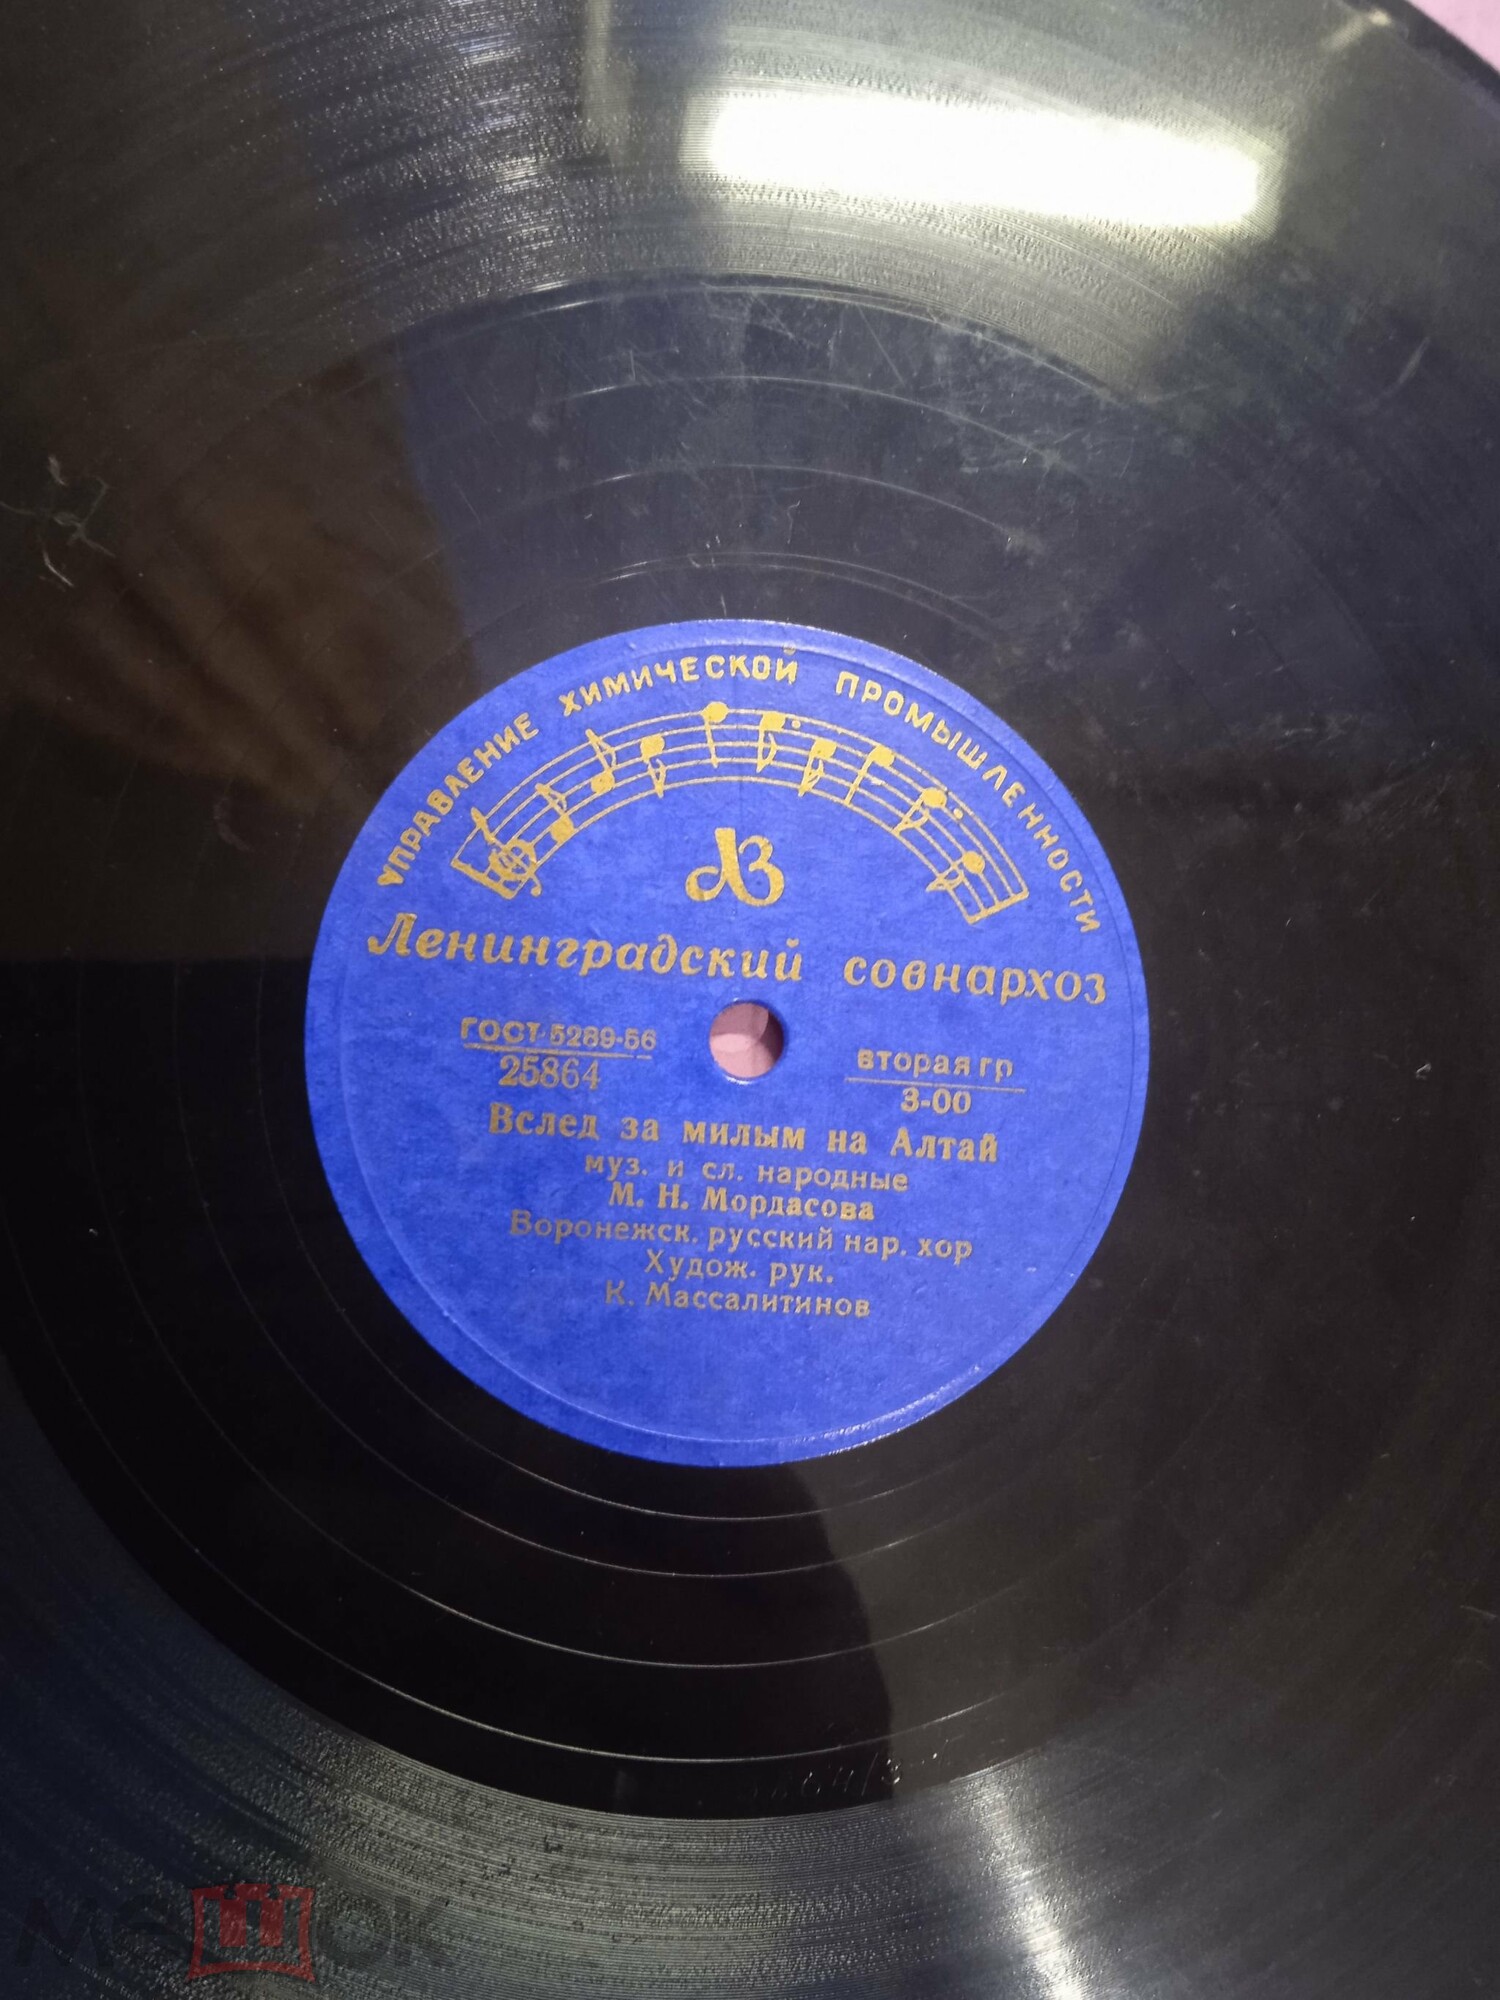 УПРАВЛЕНИЕ ХИМИЧЕСКОЙ ПРОМЫШЛЕННОСТИ
ЛЗ
Ленинградский совнархоз
ГОСТ-5289-56
25864
вторая гр
3-00
Вслед за милым на Алтай
муз. и сл. народные
М. Н. Мордасова
Воронежск. русский нар. хор
Худож. рук.
К. Массалитинов
МЕШОК